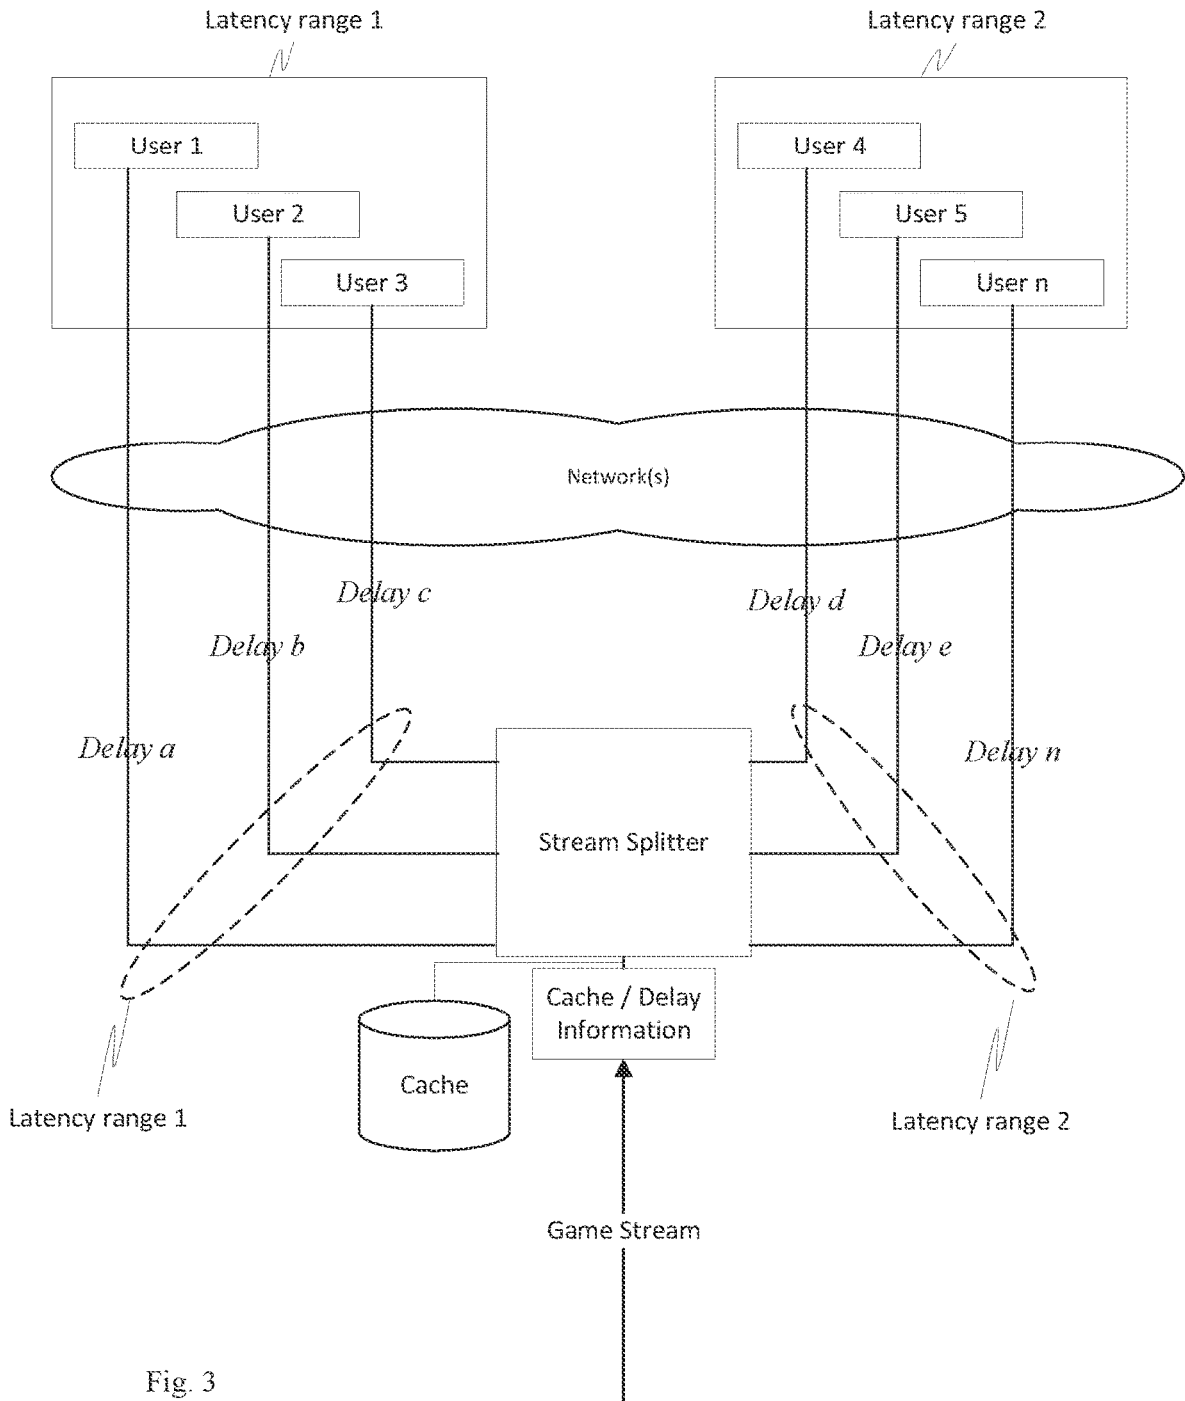 Latency range 1
Latency range 2
User 1
User 4
User 2
User 5
User 3
User n
Network(s)
Delay c
Delay d
Delay b
Delay e
Delay a
Delay n
Stream Splitter
Cache / Delay
Information
Cache
Latency range 1
Latency range 2
Game Stream
Fig. 3